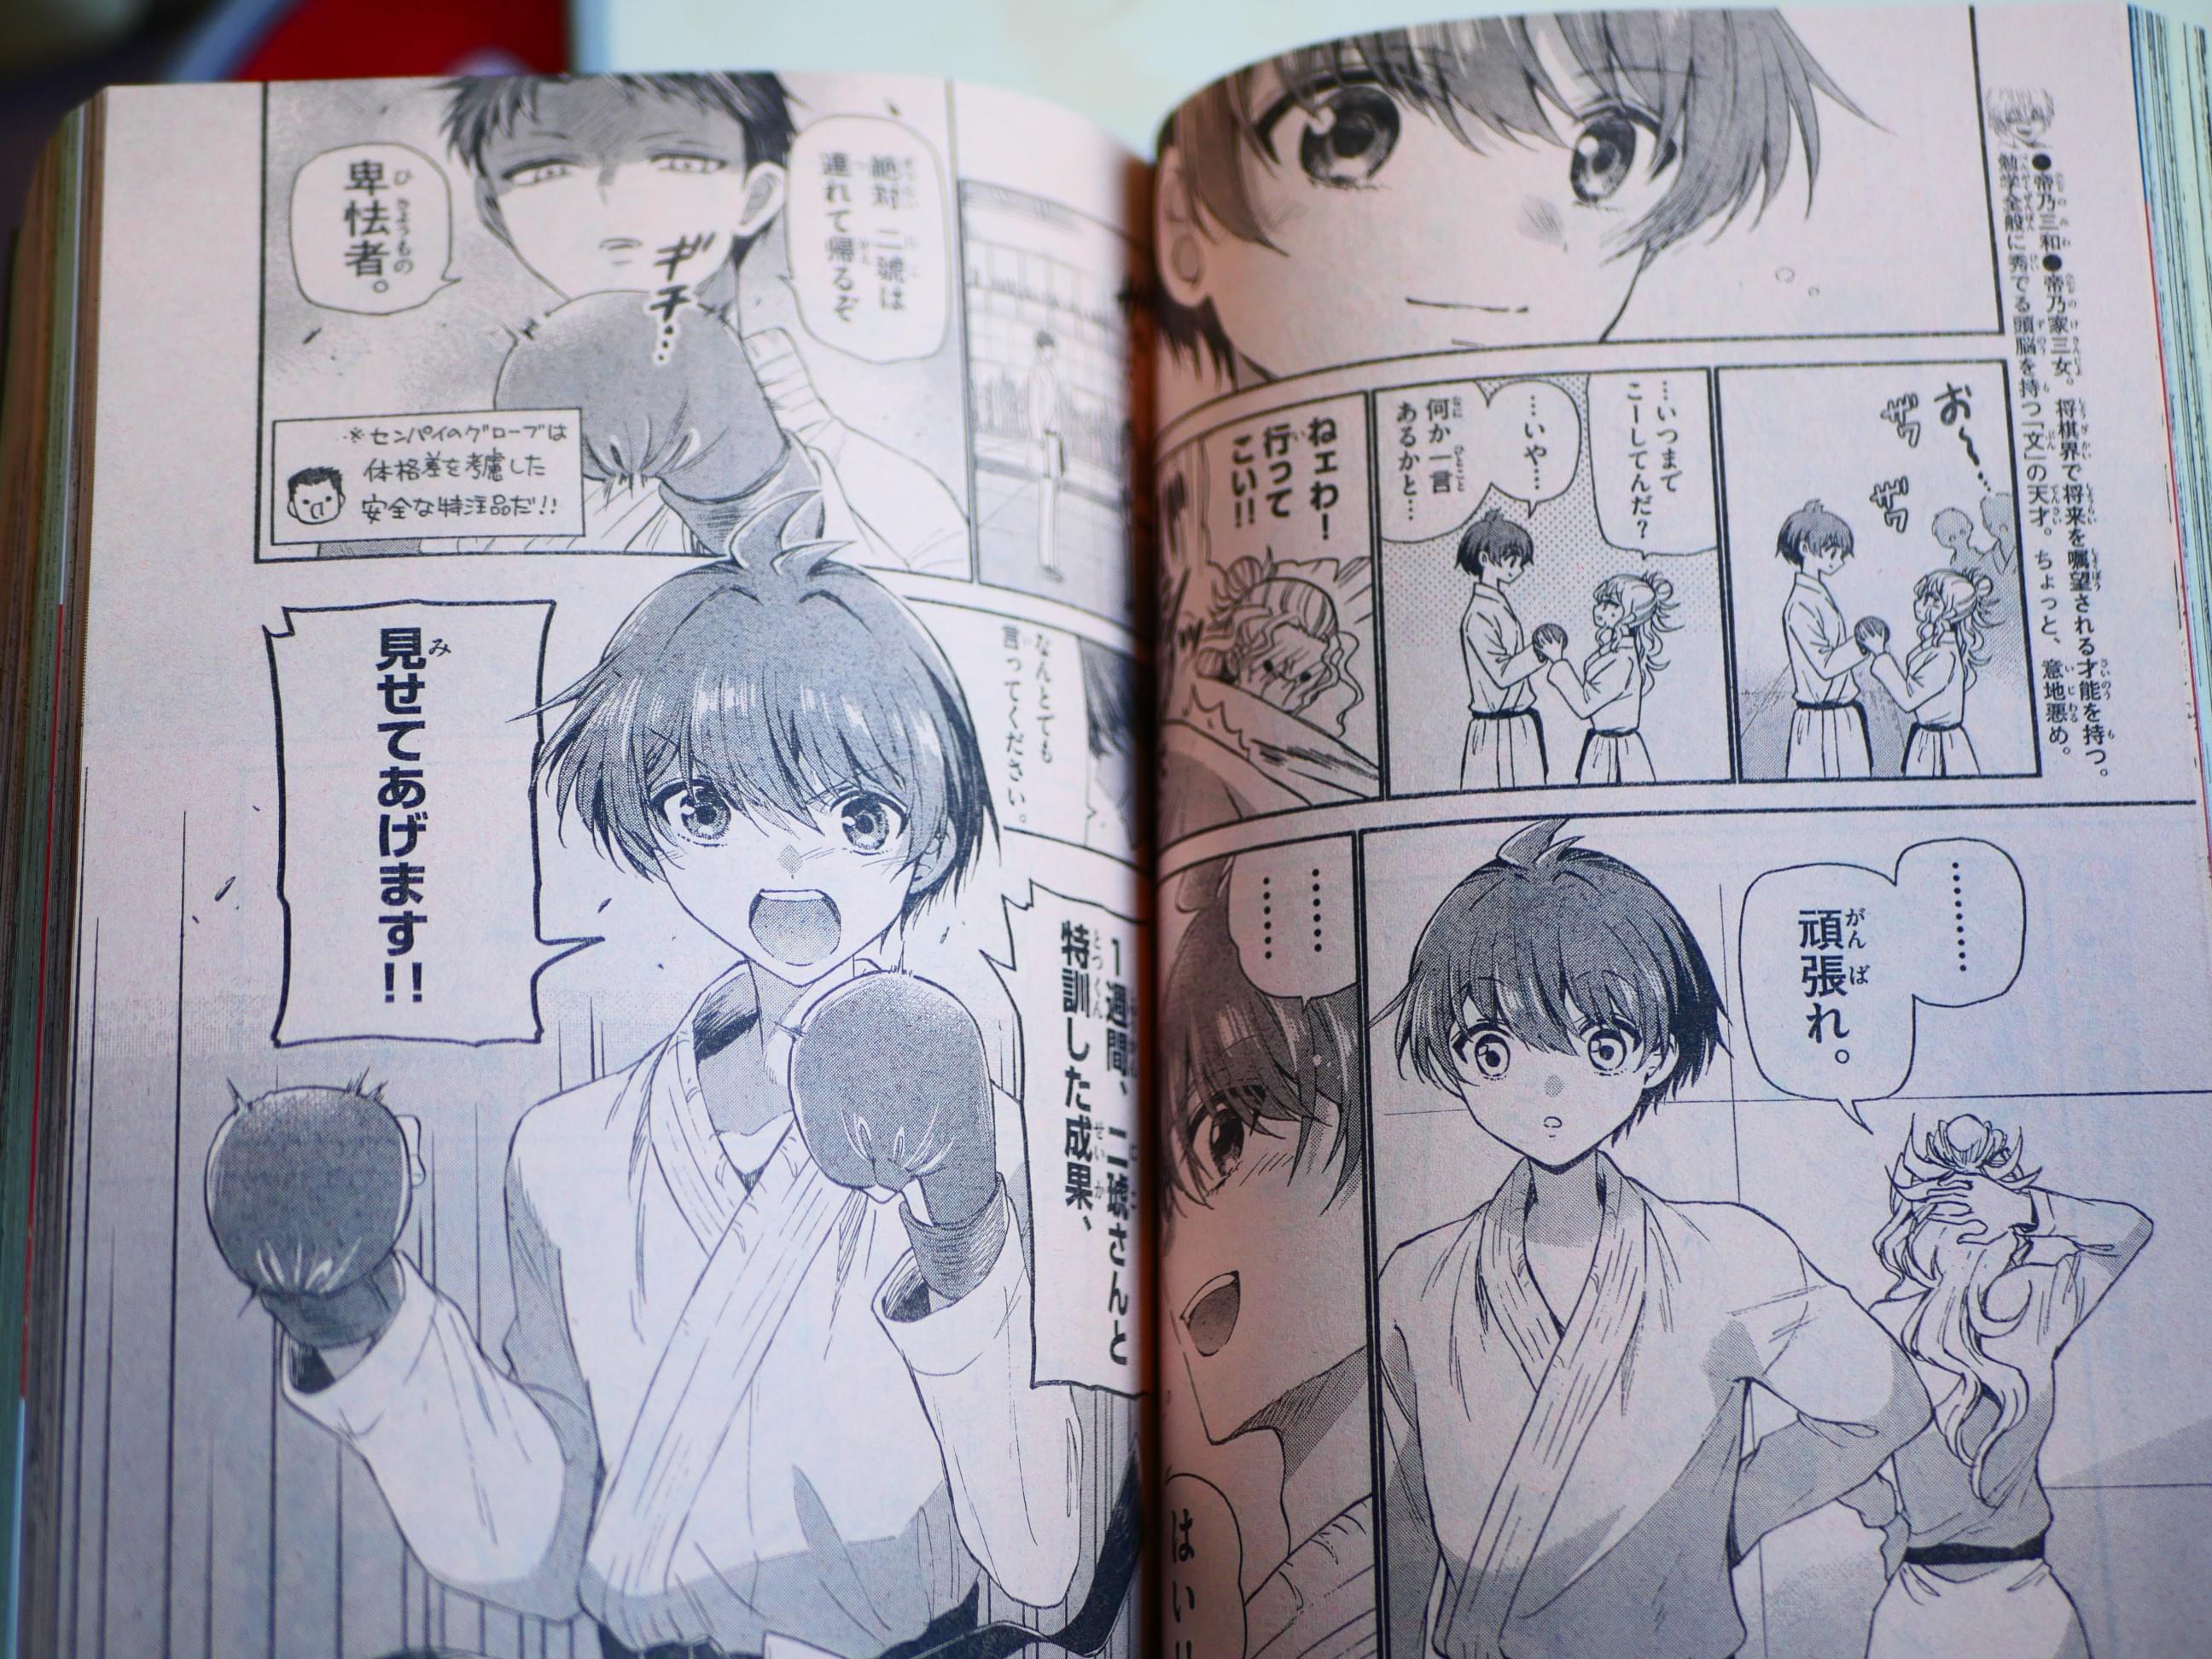 ●帝乃三和●帝乃家三女。将棋界で将来を嘱望される才能を持つ。
勉学全般に秀でる頭脳を持つ「文」の天才。ちょっと、意地悪め。
お〜…
ギュ
ギュ
…いつまで
こーしてんだ？
…いや…
何か一言
あるかと…
ねェわ！
行って
こい!!
………
頑張れ。
……
……
はい!!
絶対二琥は
連れて帰るぞ
ギチ…
卑怯者。
※センパイのグローブは
体格差を考慮した
安全な特注品だ!!
なんとても
言ってください。
1週間、二琥さんと
特訓した成果、
見せてあげます!!